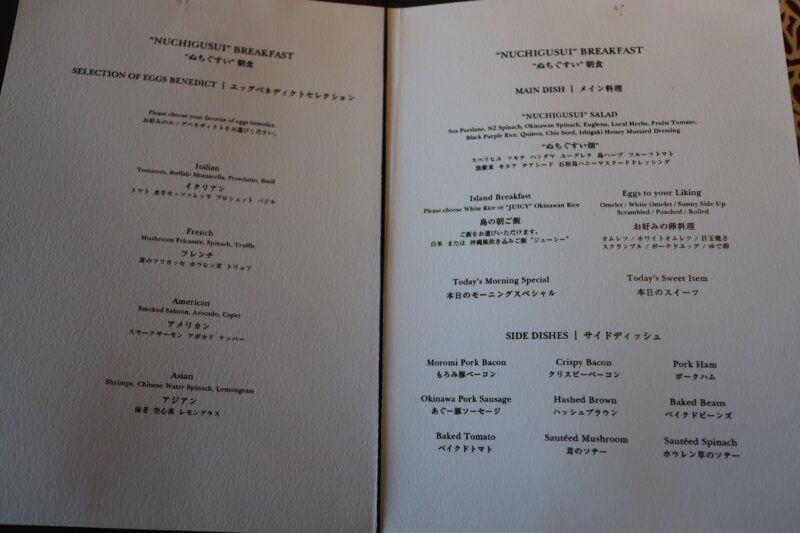 "NUCHIGUSUI" BREAKFAST
"ぬちぐすい" 朝食
SELECTION OF EGGS BENEDICT | エッグベネディクトセレクション
Please choose your favorite of eggs benedict.
お好みのエッグベネディクトをお選びください。
Italian
Tomatoes, Buffalo Mozzarella, Prosciutto, Basil
イタリアン
トマト 水牛モッツァレッラ プロシュット バジル
French
Mushroom Fricassée, Spinach, Truffle
フレンチ
茸のフリカッセ ホウレン草 トリュフ
American
Smoked Salmon, Avocado, Caper
アメリカン
スモークサーモン アボカド ケッパー
Asian
Shrimps, Chinese Water Spinach, Lemongrass
アジアン
海老 空心菜 レモングラス
"NUCHIGUSUI" BREAKFAST
"ぬちぐすい" 朝食
MAIN DISH | メイン料理
"NUCHIGUSUI" SALAD
Sea Purslane, NZ Spinach, Okinawan Spinach, Euglena, Local Herbs, Fruits Tomato,
Black Purple Rice, Quinoa, Chia Seed, Ishigaki Honey Mustard Dressing
"ぬちぐすい畑"
スベリヒユ ツルナ ハンダマ ユーグレナ 島ハーブ フルーツトマト
黒紫米 キヌア チアシード 石垣島ハニーマスタードドレッシング
Island Breakfast
Please choose White Rice or "JUICY" Okinawan Rice
島の朝ご飯
ご飯をお選びいただけます。
白米 または 沖縄風炊き込みご飯 "ジューシー"
Eggs to your Liking
Omelet / White Omelet / Sunny Side Up
Scrambled / Poached / Boiled
お好みの卵料理
オムレツ / ホワイトオムレツ / 目玉焼き
スクランブル / ポーチドエッグ / ゆで卵
Today's Morning Special
本日のモーニングスペシャル
Today's Sweet Item
本日のスイーツ
SIDE DISHES | サイドディッシュ
Moromi Pork Bacon
もろみ豚ベーコン
Crispy Bacon
クリスピーベーコン
Pork Ham
ポークハム
Okinawa Pork Sausage
あぐー豚ソーセージ
Hashed Brown
ハッシュブラウン
Baked Beans
ベイクドビーンズ
Baked Tomato
ベイクドトマト
Sautéed Mushroom
茸のソテー
Sautéed Spinach
ホウレン草のソテー